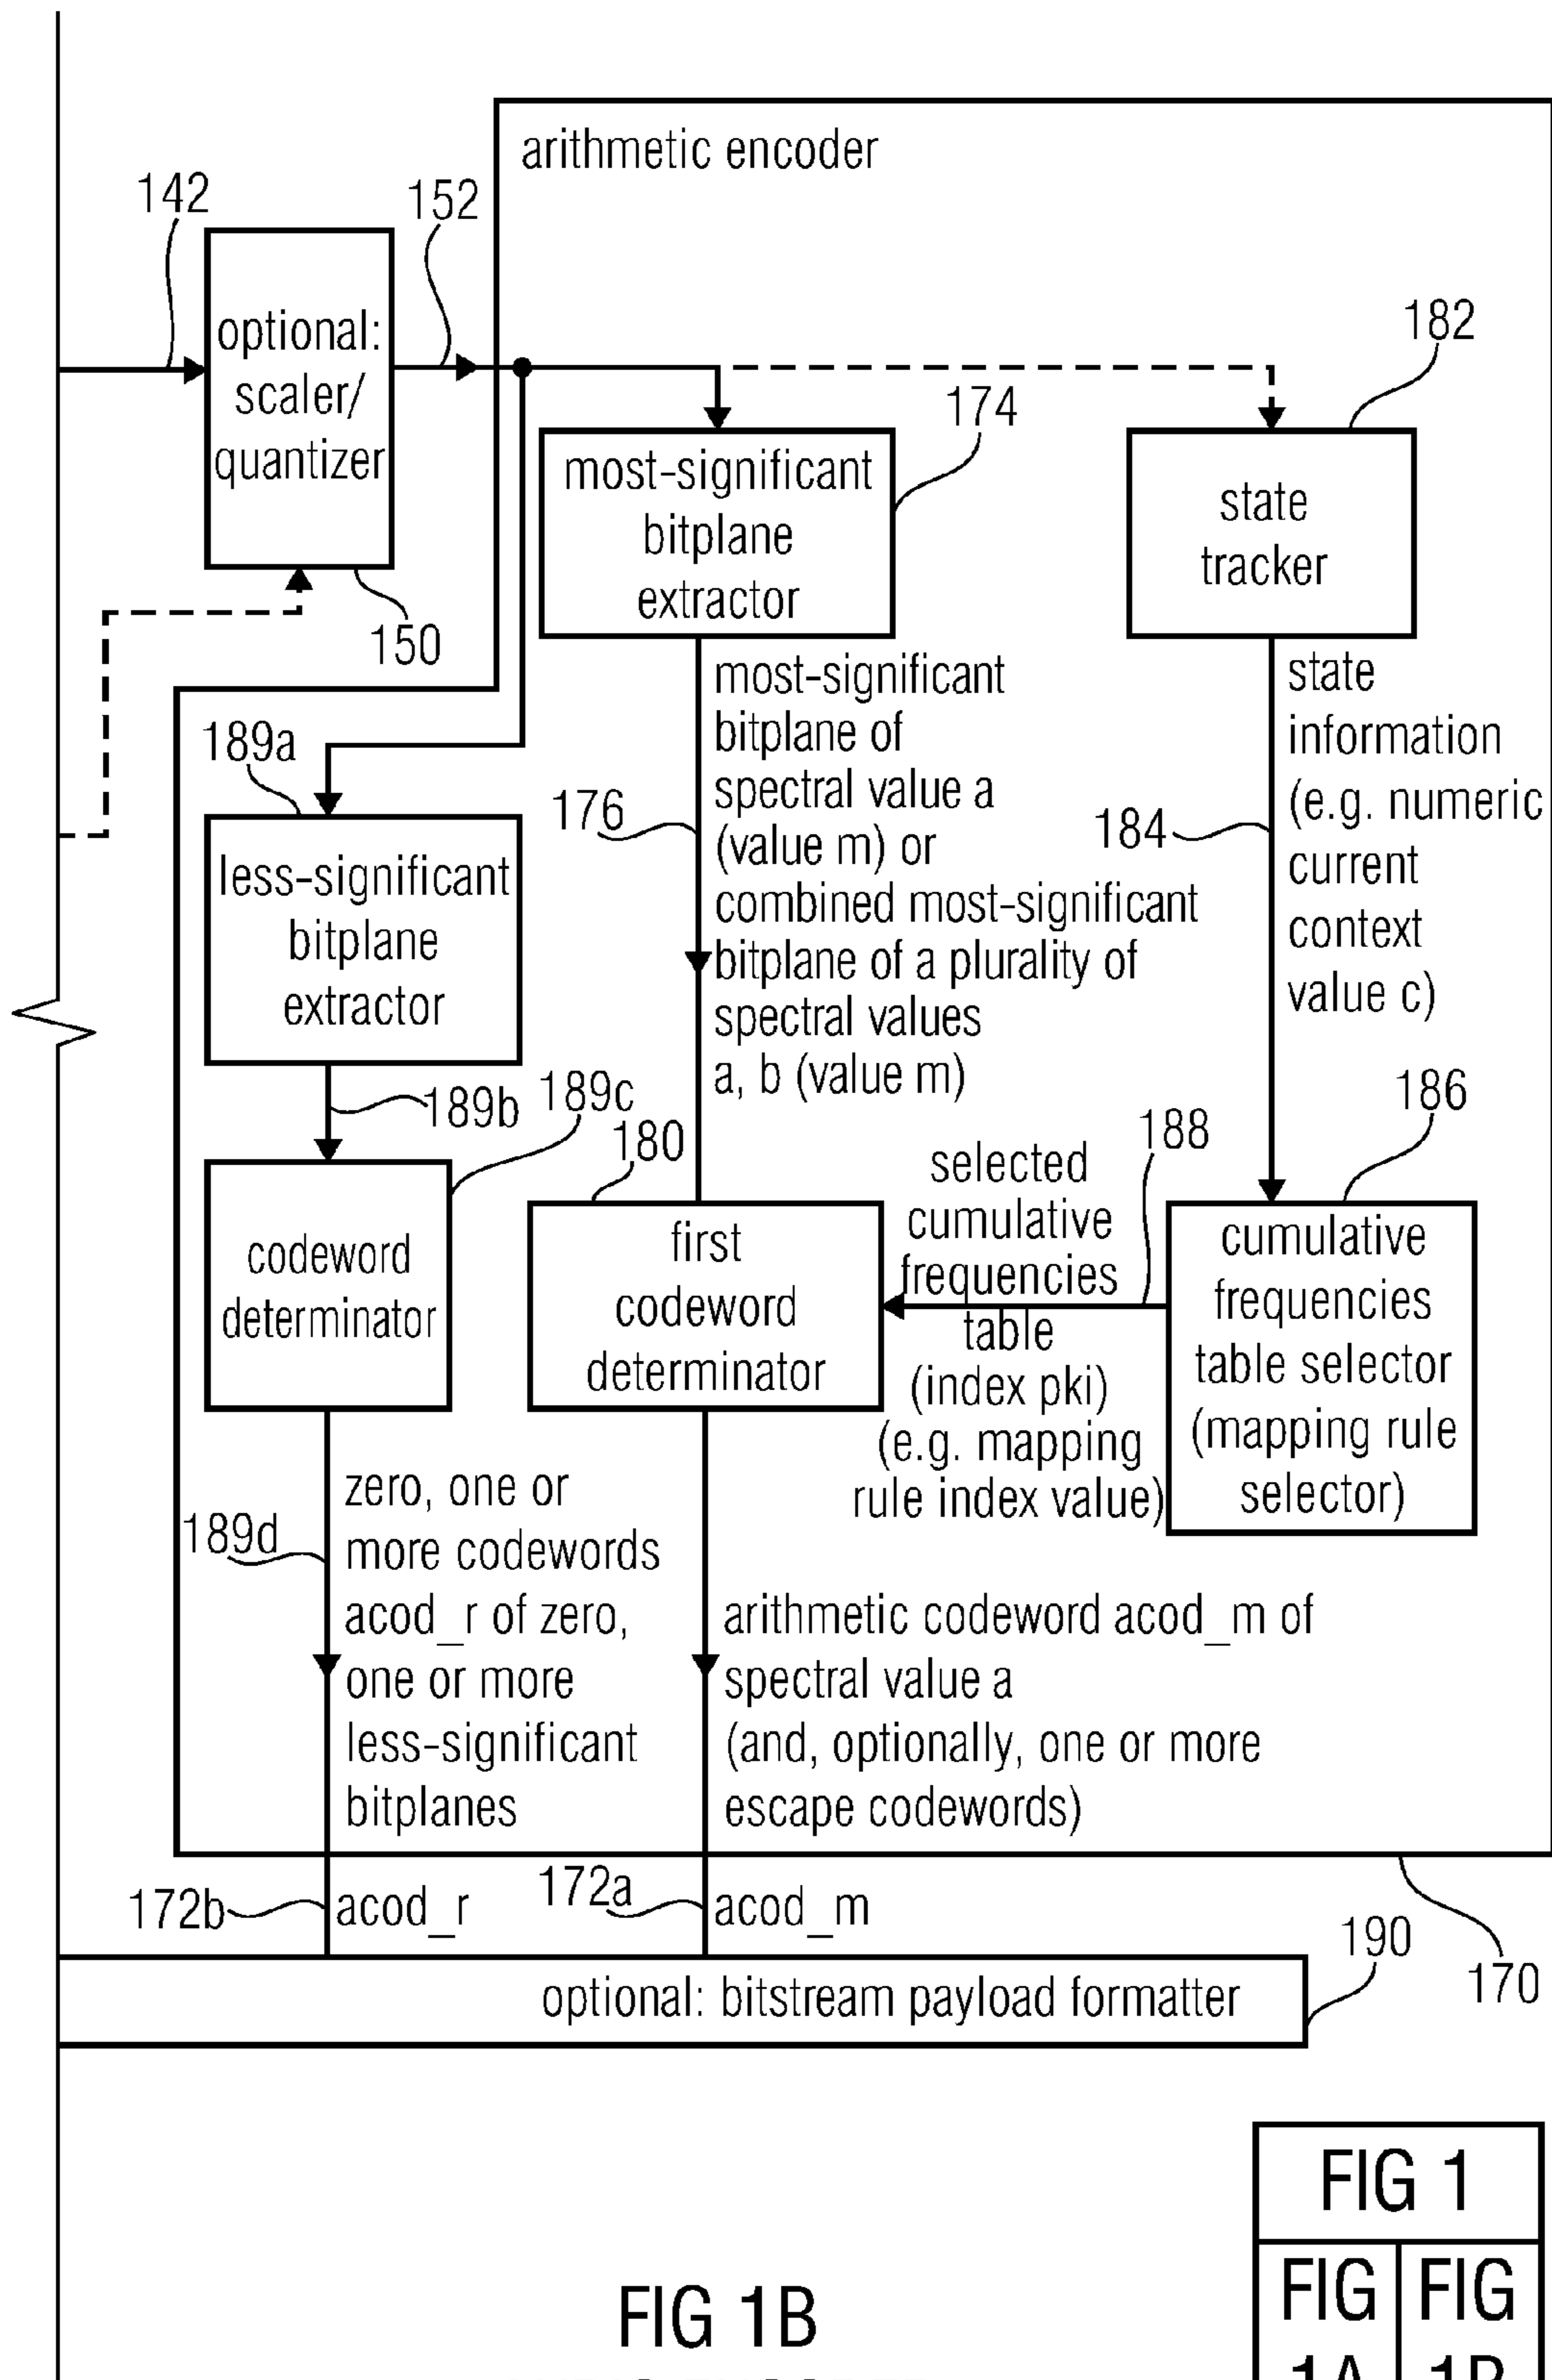 arithmetic encoder
142
152
optional:
scaler/
quantizer
150
182
174
most-significant
bitplane
extractor
state
tracker
most-significant
bitplane of
spectral value a
(value m) or
combined most-significant
bitplane of a plurality of
spectral values
a, b (value m)
176
state
information
(e.g. numeric
current
context
value c)
184
189a
less-significant
bitplane
extractor
189b
189c
180
188
186
codeword
determinator
first
codeword
determinator
selected
cumulative
frequencies
table
(index pki)
(e.g. mapping
rule index value)
cumulative
frequencies
table selector
(mapping rule
selector)
189d
zero, one or
more codewords
acod_r of zero,
one or more
less-significant
bitplanes
arithmetic codeword acod_m of
spectral value a
(and, optionally, one or more
escape codewords)
172b
acod_r
172a
acod_m
190
170
optional: bitstream payload formatter
FIG 1
FIG
1A
FIG
1B
FIG 1B